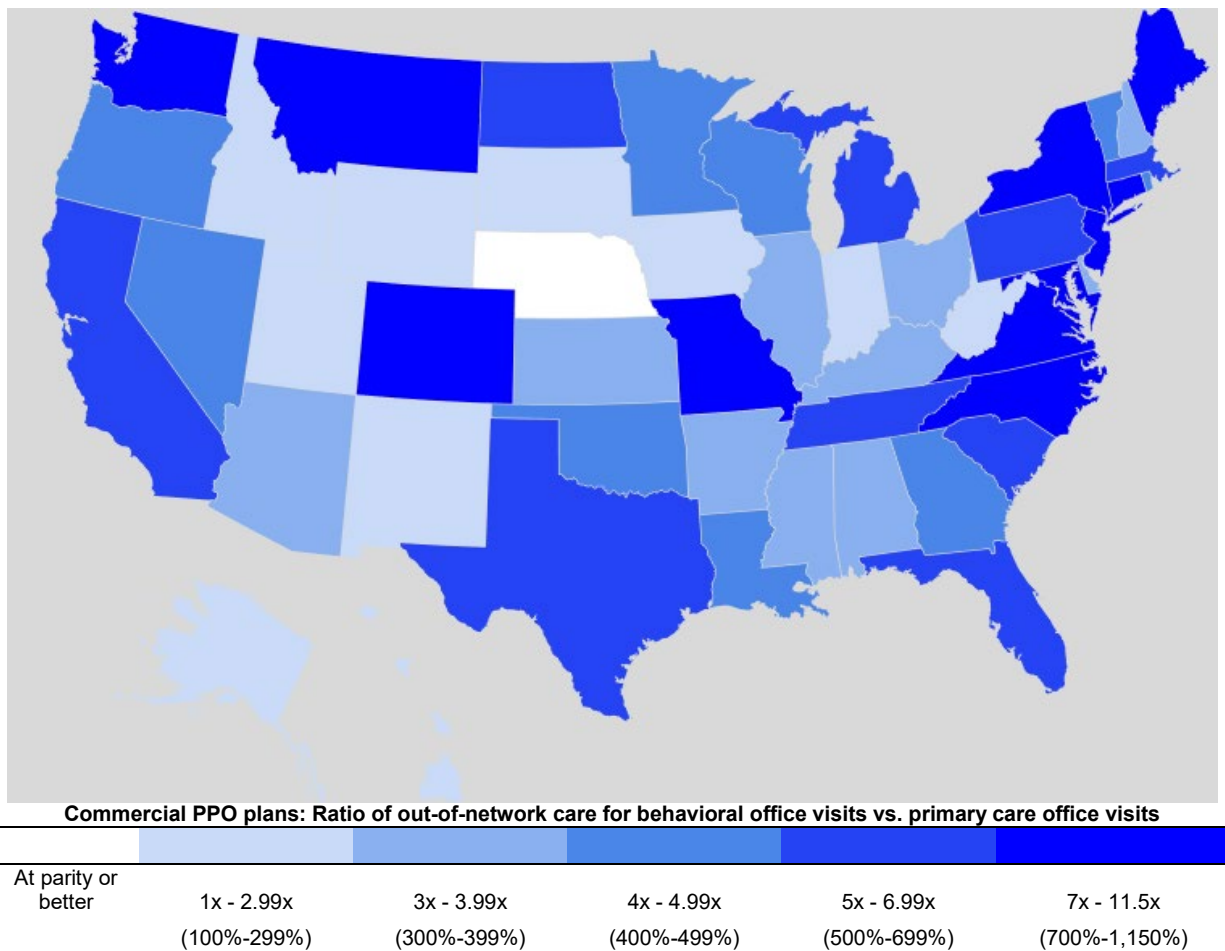 Commercial PPO plans: Ratio of out-of-network care for behavioral office visits vs. primary care office visits
At parity or
better
1x - 2.99x
3x - 3.99x
4x - 4.99x
5x - 6.99x
7x - 11.5x
(100%-299%)
(300%-399%)
(400%-499%)
(500%-699%)
(700%-1,150%)